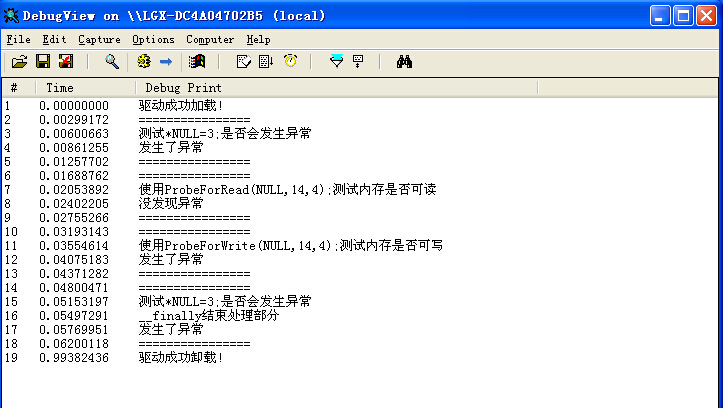 DebugView on \\LGX-DC4A04702B5 (local)
File Edit Capture Options Computer Help
# Time Debug Print
1 0.00000000 驱动成功加载!
2 0.00299172 ================
3 0.00600663 测试*NULL=3;是否会发生异常
4 0.00861255 发生了异常
5 0.01257702 ================
6 0.01688762 ================
7 0.02053892 使用ProbeForRead(NULL,14,4);测试内存是否可读
8 0.02402205 没发现异常
9 0.02755266 ================
10 0.03193143 ================
11 0.03554614 使用ProbeForWrite(NULL,14,4);测试内存是否可写
12 0.04075183 发生了异常
13 0.04371282 ================
14 0.04800471 ================
15 0.05153197 测试*NULL=3;是否会发生异常
16 0.05497291 __finally结束处理部分
17 0.05769951 发生了异常
18 0.06200118 ================
19 0.99382436 驱动成功卸载!